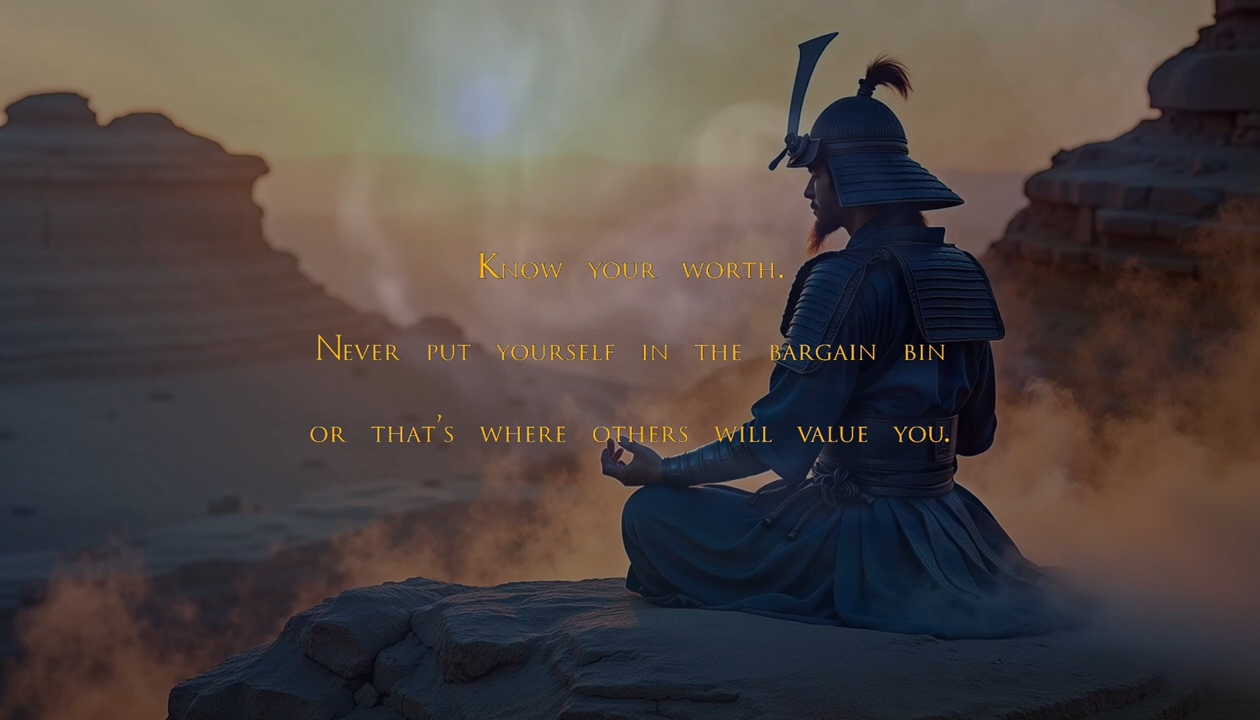 Know your worth.
Never put yourself in the bargain bin
or that's where others will value you.